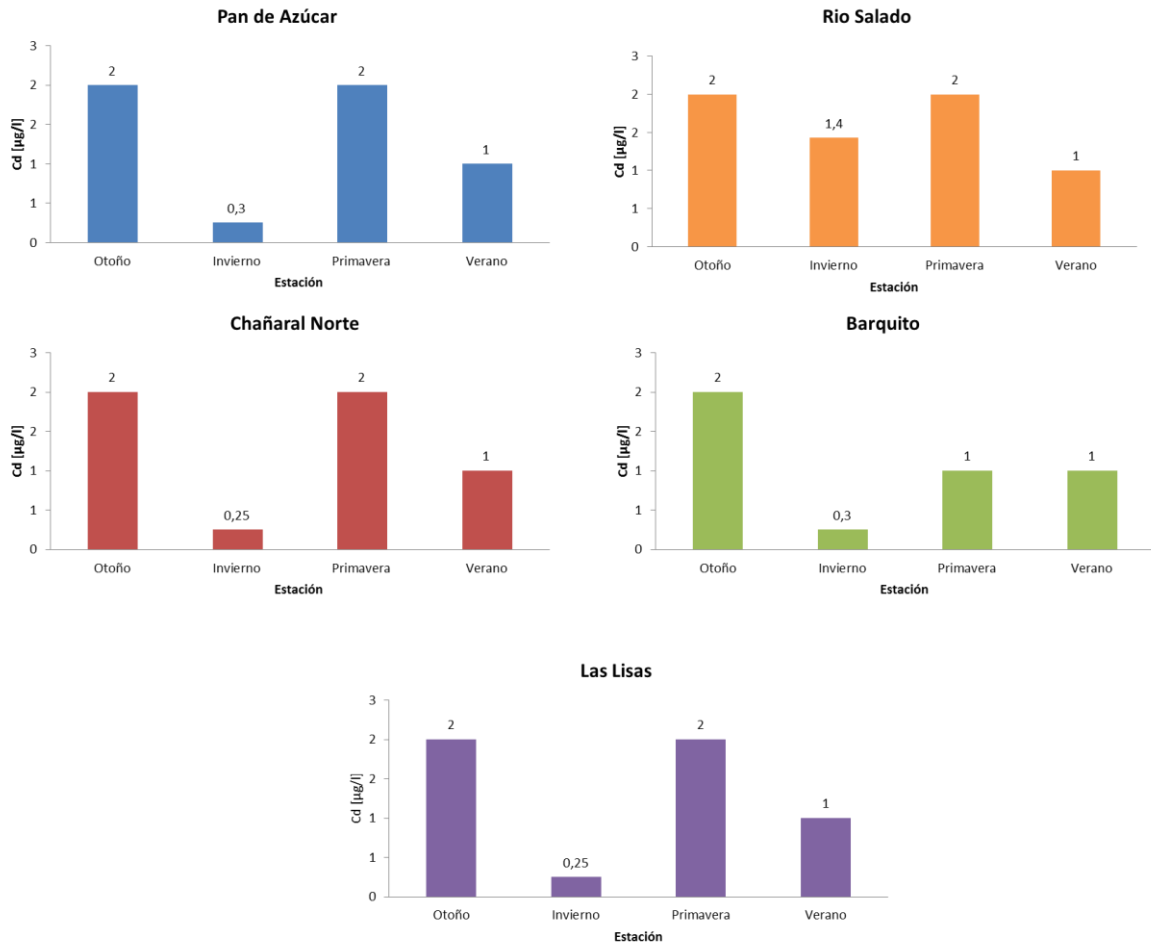 Pan de Azúcar
Cd [µg/l]
3
2
2
1
1
0
2
0,3
2
1
Otoño Invierno Primavera Verano
Estación
Rio Salado
Cd [µg/l]
3
2
2
1
1
0
2
1,4
2
1
Otoño Invierno Primavera Verano
Estación
Chañaral Norte
Cd [µg/l]
3
2
2
1
1
0
2
0,25
2
1
Otoño Invierno Primavera Verano
Estación
Barquito
Cd [µg/l]
3
2
2
1
1
0
2
0,3
1
1
Otoño Invierno Primavera Verano
Estación
Las Lisas
Cd [µg/l]
3
2
2
1
1
0
2
0,25
2
1
Otoño Invierno Primavera Verano
Estación